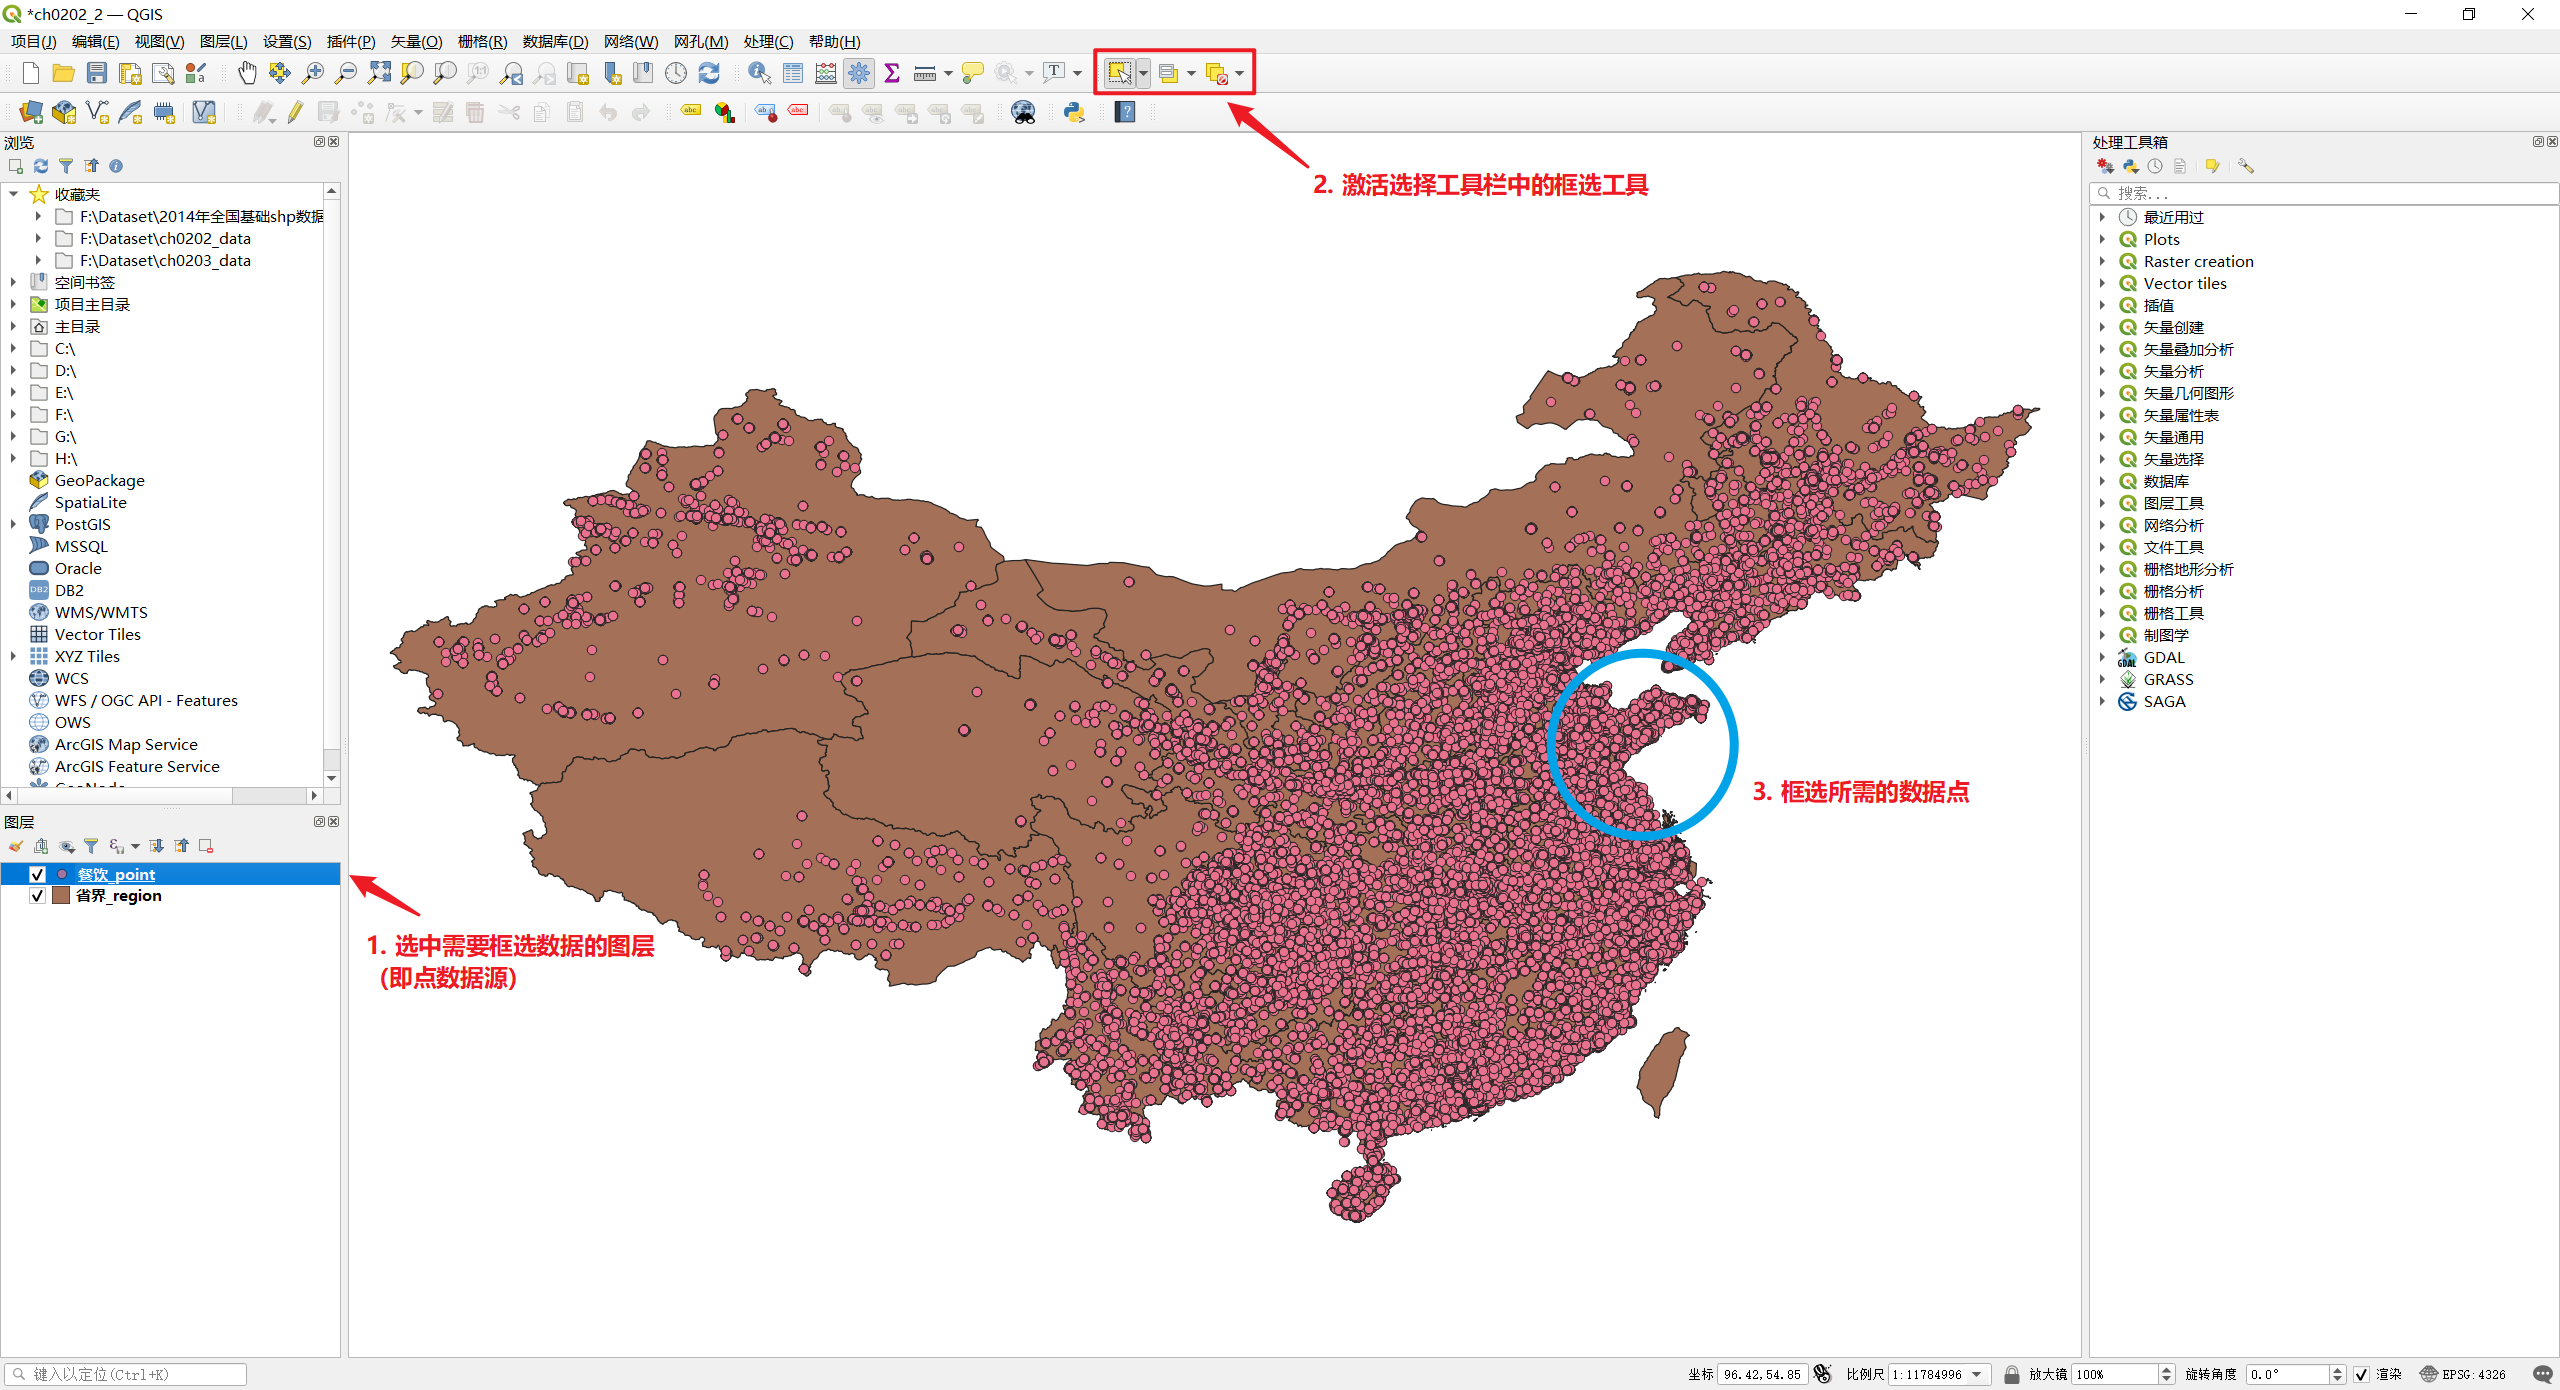 *ch0202_2 — QGIS
项目(J) 编辑(E) 视图(V) 图层(L) 设置(S) 插件(P) 矢量(O) 栅格(R) 数据库(D) 网络(W) 网孔(M) 处理(C) 帮助(H)
2. 激活选择工具栏中的框选工具
浏览
收藏夹
F:\Dataset\2014年全国基础shp数据
F:\Dataset\ch0202_data
F:\Dataset\ch0203_data
空间书签
项目主目录
主目录
C:\
D:\
E:\
F:\
G:\
H:\
GeoPackage
SpatiaLite
PostGIS
MSSQL
Oracle
DB2
WMS/WMTS
Vector Tiles
XYZ Tiles
WCS
WFS / OGC API - Features
OWS
ArcGIS Map Service
ArcGIS Feature Service
GeoNode
图层
餐饮_point
省界_region
1. 选中需要框选数据的图层
(即点数据源)
3. 框选所需的数据点
处理工具箱
搜索...
最近用过
Plots
Raster creation
Vector tiles
插值
矢量创建
矢量叠加分析
矢量分析
矢量几何图形
矢量属性表
矢量通用
矢量选择
数据库
图层工具
网络分析
文件工具
栅格地形分析
栅格分析
栅格工具
制图学
GDAL
GRASS
SAGA
键入以定位(Ctrl+K)
坐标 96.42,54.85 比例尺 1:11784996 放大镜 100% 旋转角度 0.0° 渲染 EPSG:4326